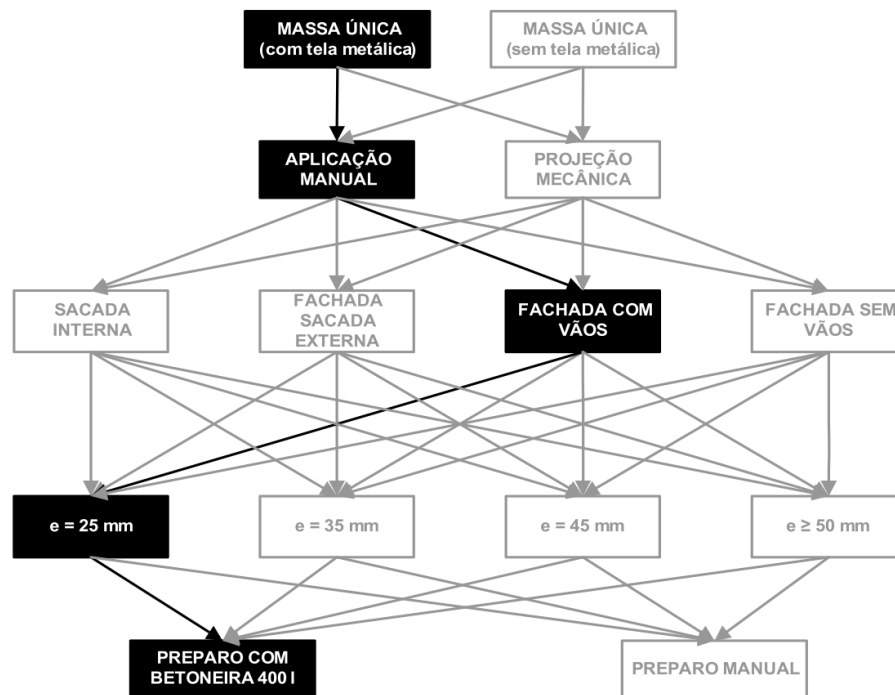 MASSA ÚNICA
(com tela metálica)
MASSA ÚNICA
(sem tela metálica)
APLICAÇÃO
MANUAL
PROJEÇÃO
MECÂNICA
SACADA
INTERNA
FACHADA
SACADA
EXTERNA
FACHADA COM
VÃOS
FACHADA SEM
VÃOS
e = 25 mm
e = 35 mm
e = 45 mm
e ≥ 50 mm
PREPARO COM
BETONEIRA 400 l
PREPARO MANUAL